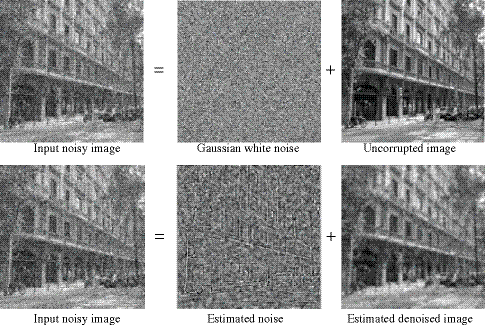 = +
Input noisy image Gaussian white noise Uncorrupted image
= +
Input noisy image Estimated noise Estimated denoised image